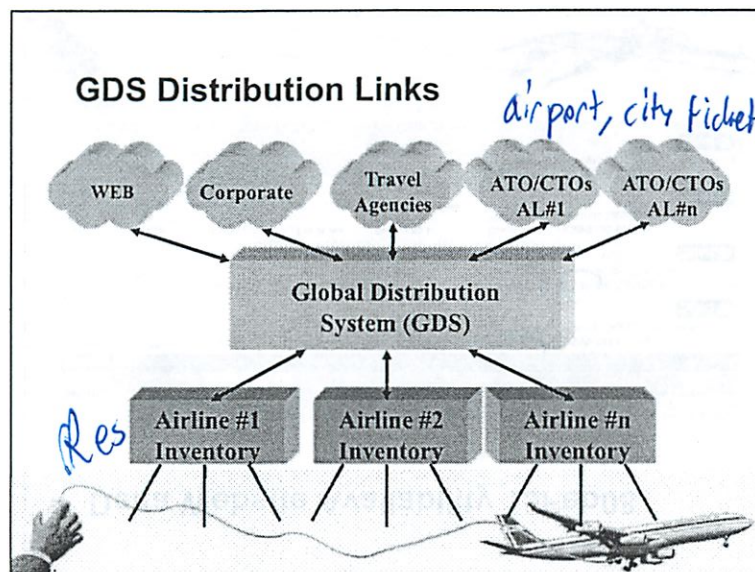 GDS Distribution Links
airport, city ticket
WEB
Corporate
Travel
Agencies
ATO/CTOs
AL#1
ATO/CTOs
AL#n
Global Distribution
System (GDS)
Res
Airline #1
Inventory
Airline #2
Inventory
Airline #n
Inventory